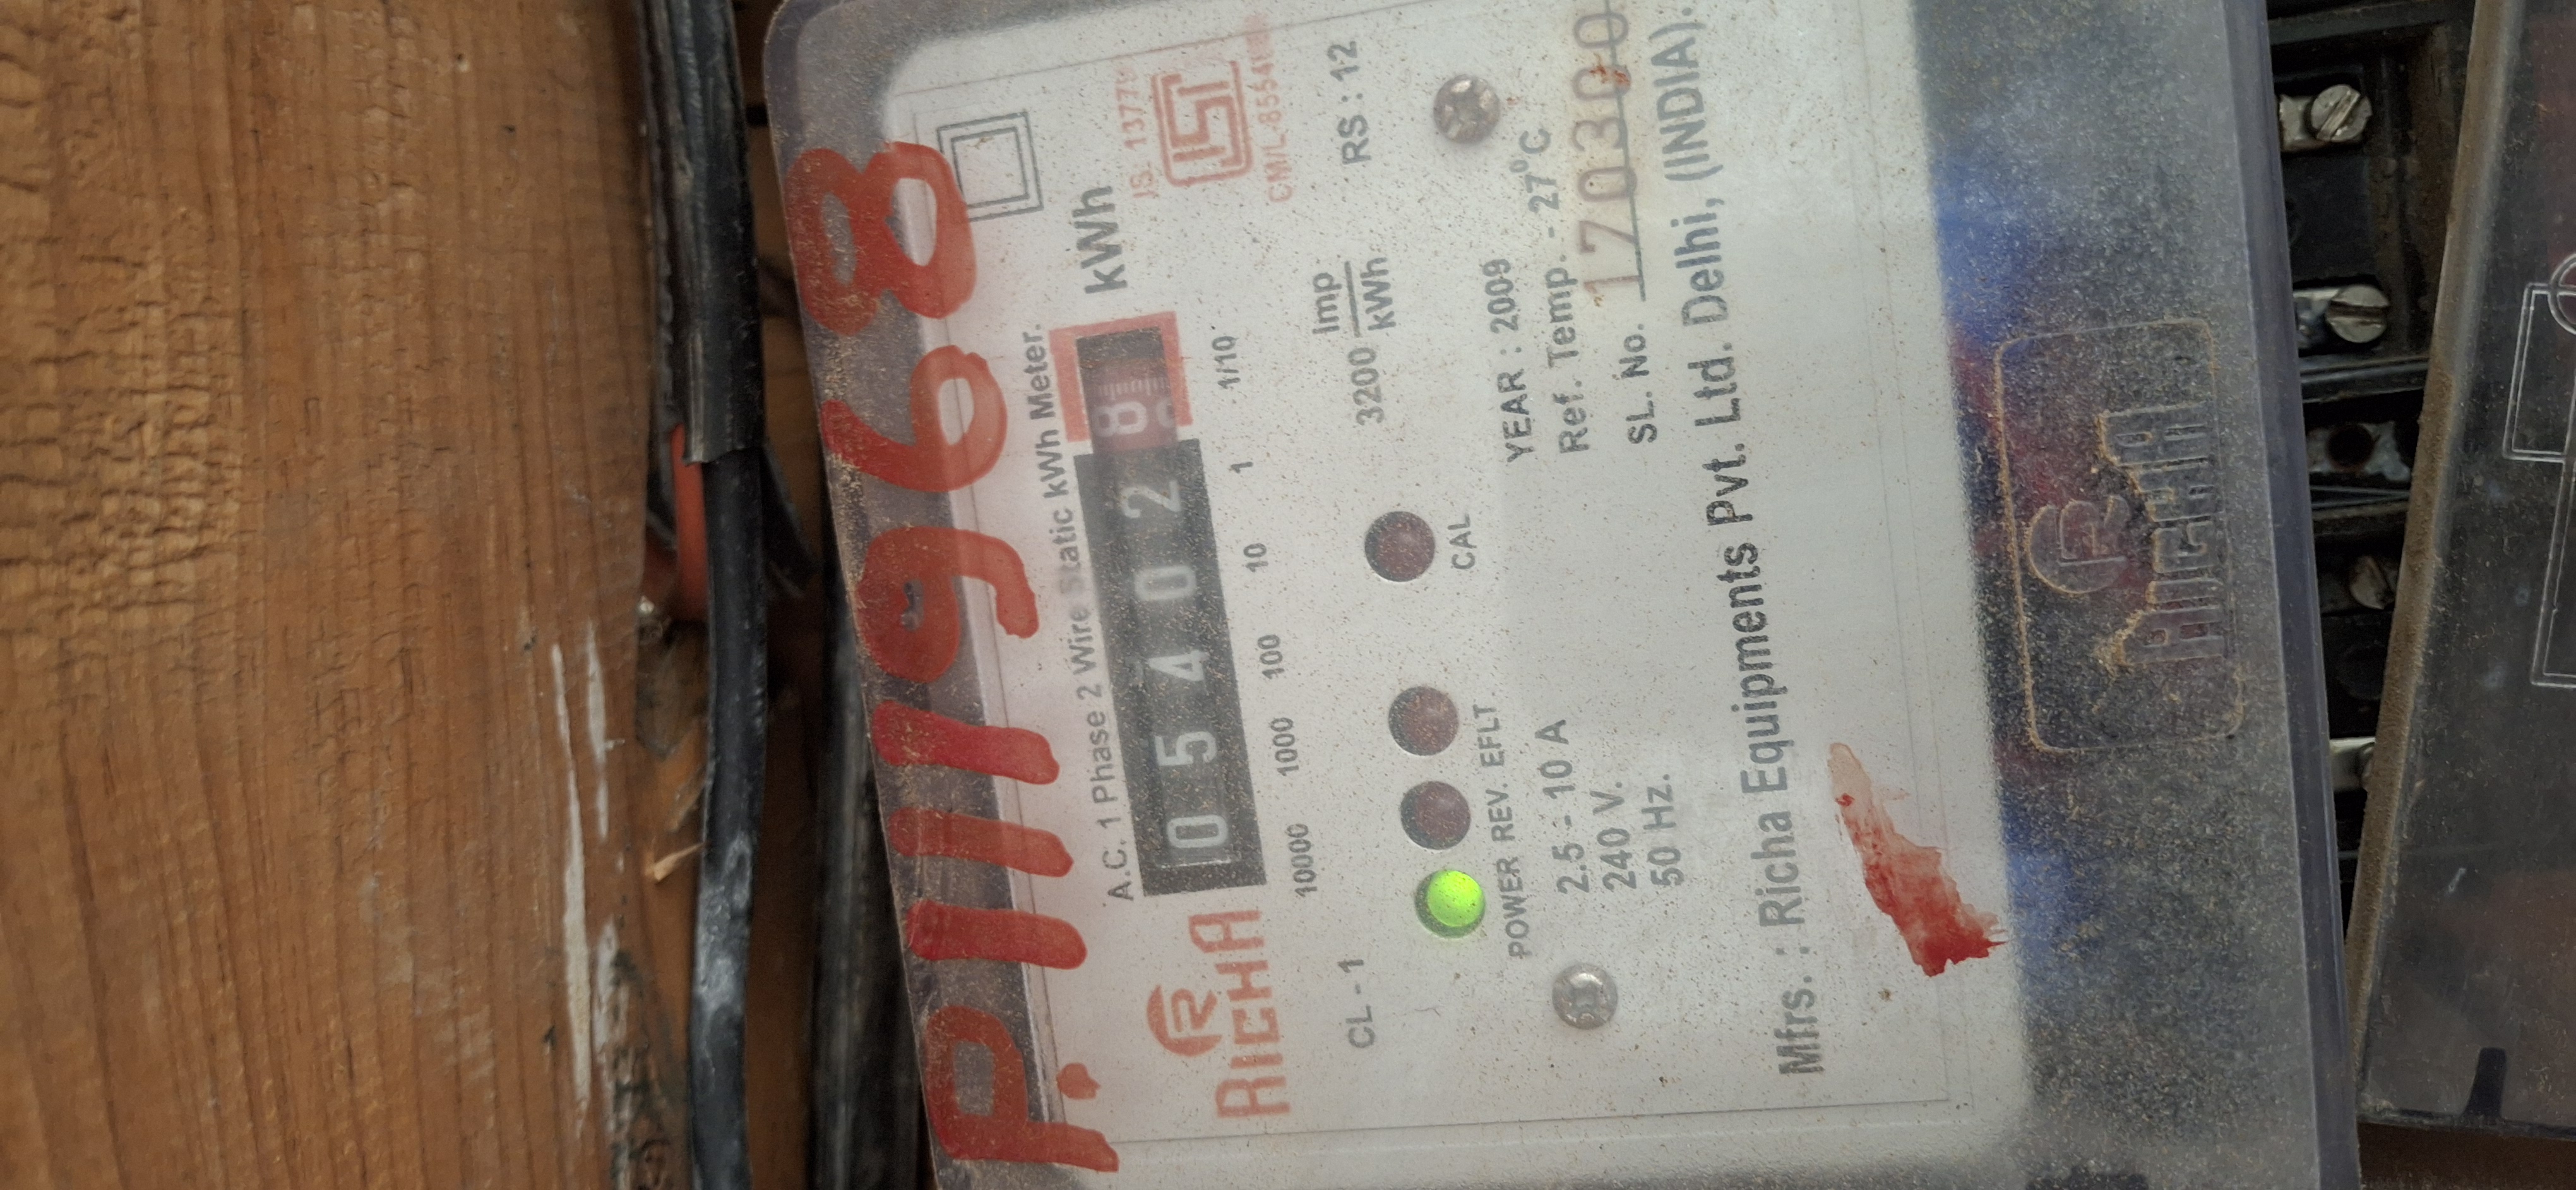 P.119968
A.C. 1 Phase 2 Wire Static kWh Meter.
0 5 4 0 2 8
kWh
10000 1000 100 10 1 1/10
RICHA
IS. 13779
CM/L-8554
CL - 1
3200 Imp/kWh
RS : 12
POWER REV. EFLT.
CAL
2.5 - 10 A
240 V.
50 Hz.
YEAR : 2009
Ref. Temp. - 27°C
SL. No.
Mfrs. : Richa Equipments Pvt. Ltd. Delhi, (INDIA).
RICHA